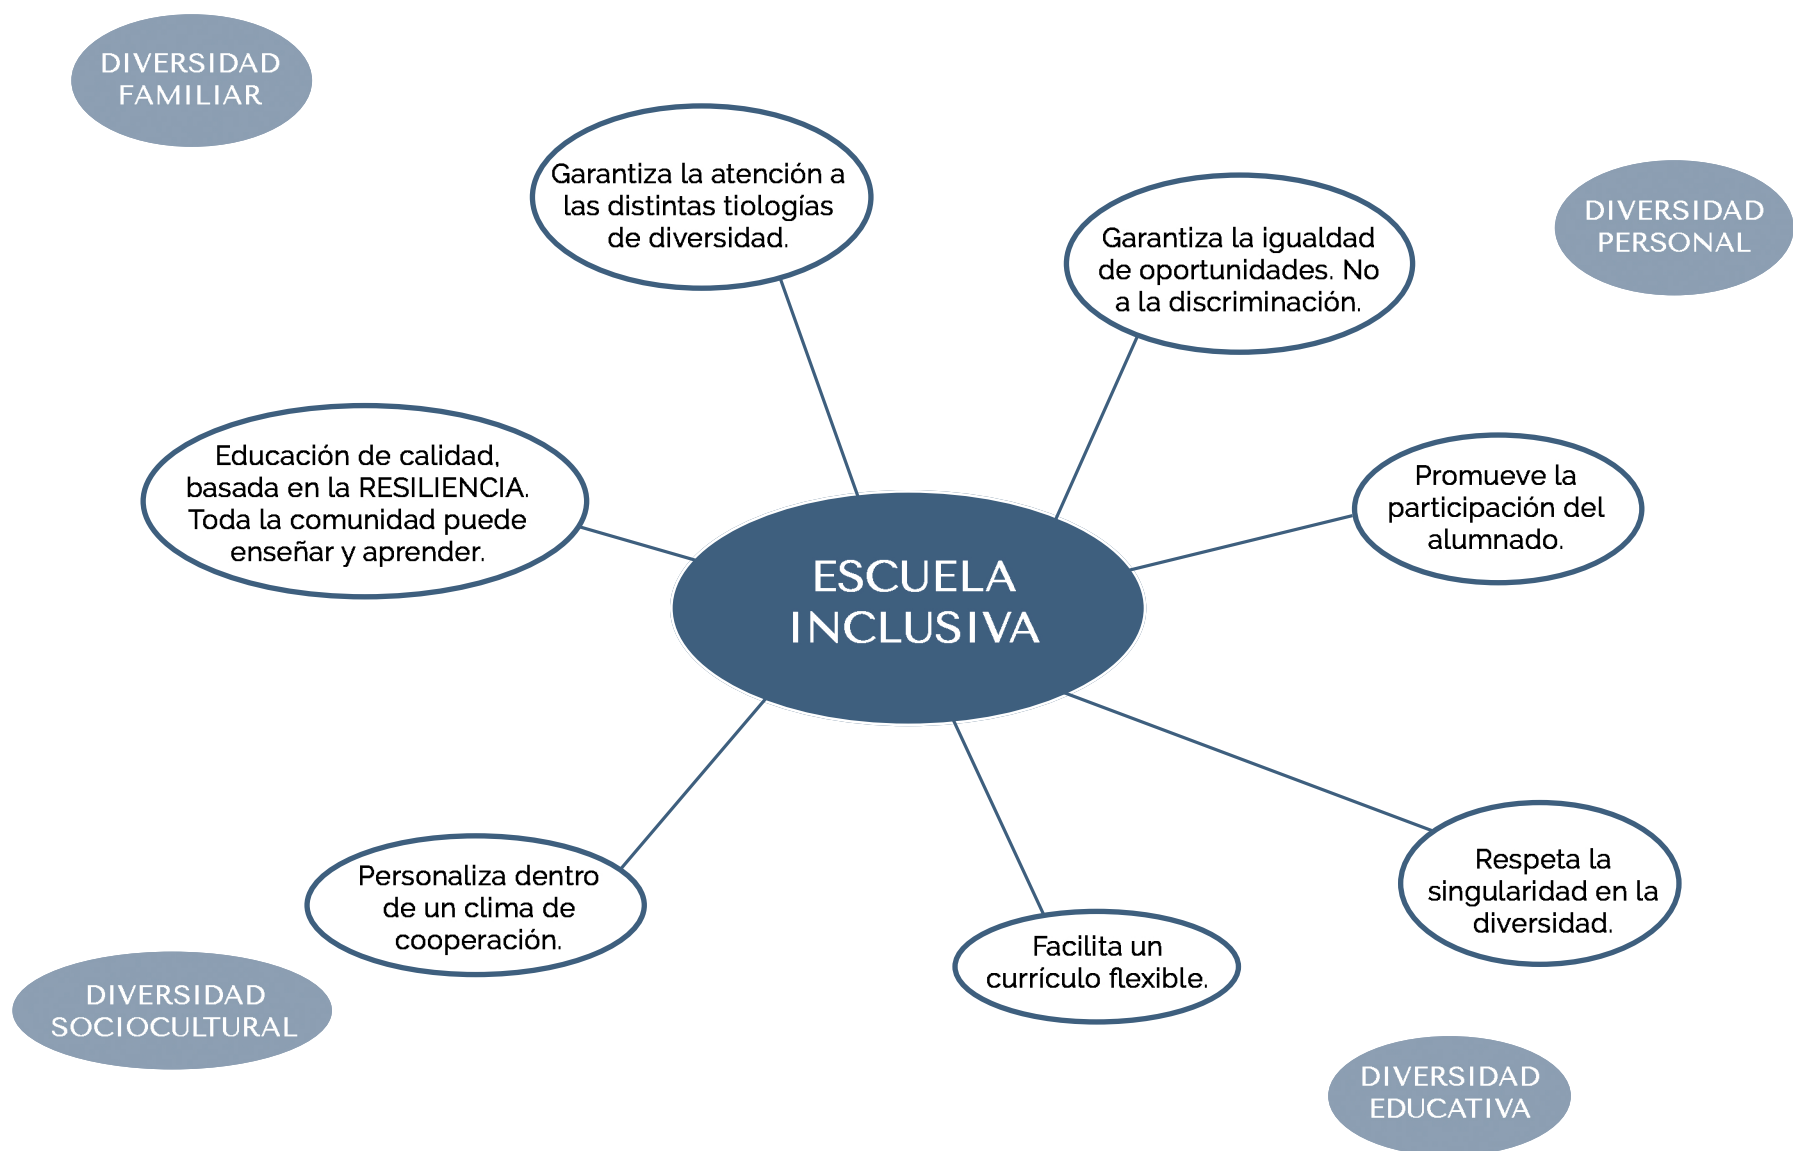 DIVERSIDAD
FAMILIAR
Garantiza la atención a
las distintas tiologías
de diversidad.
Garantiza la igualdad
de oportunidades. No
a la discriminación.
DIVERSIDAD
PERSONAL
Educación de calidad,
basada en la RESILIENCIA.
Toda la comunidad puede
enseñar y aprender.
Promueve la
participación del
alumnado.
ESCUELA
INCLUSIVA
Personaliza dentro
de un clima de
cooperación.
Facilita un
currículo flexible.
Respeta la
singularidad en la
diversidad.
DIVERSIDAD
SOCIOCULTURAL
DIVERSIDAD
EDUCATIVA